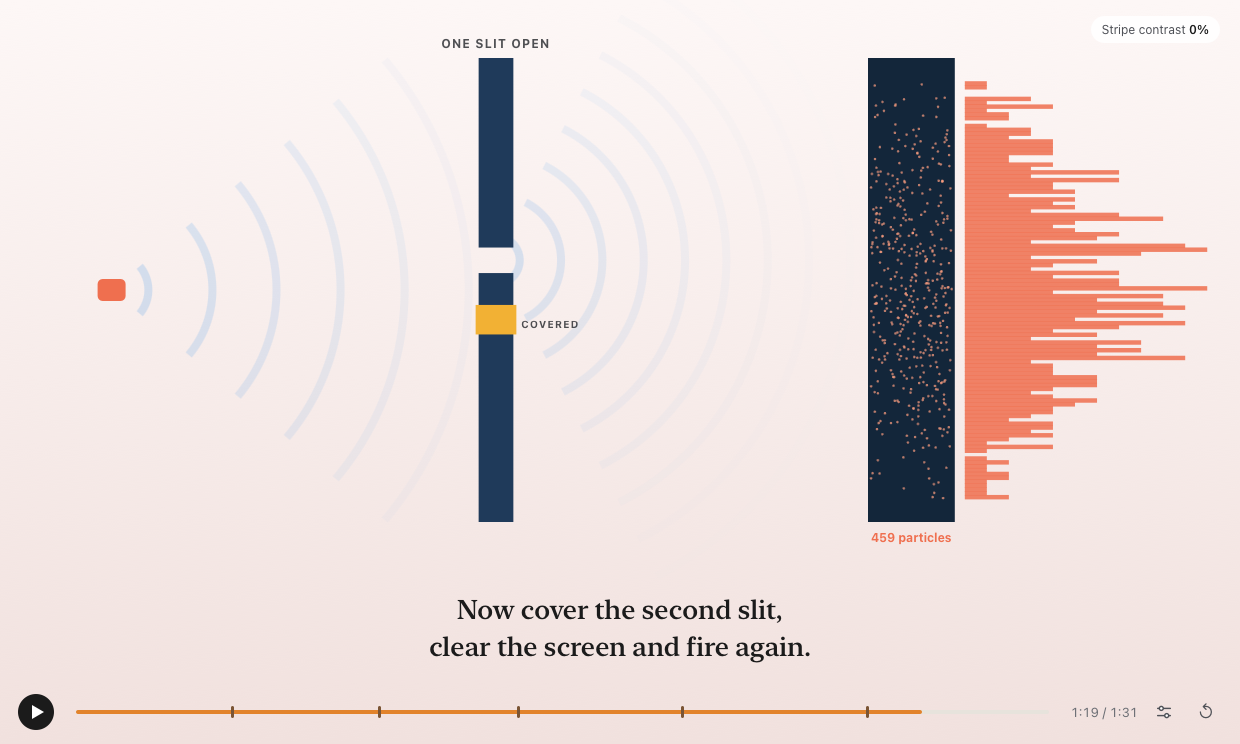 Stripe contrast 0%
ONE SLIT OPEN
COVERED
459 particles
Now cover the second slit,
clear the screen and fire again.
1:19 / 1:31